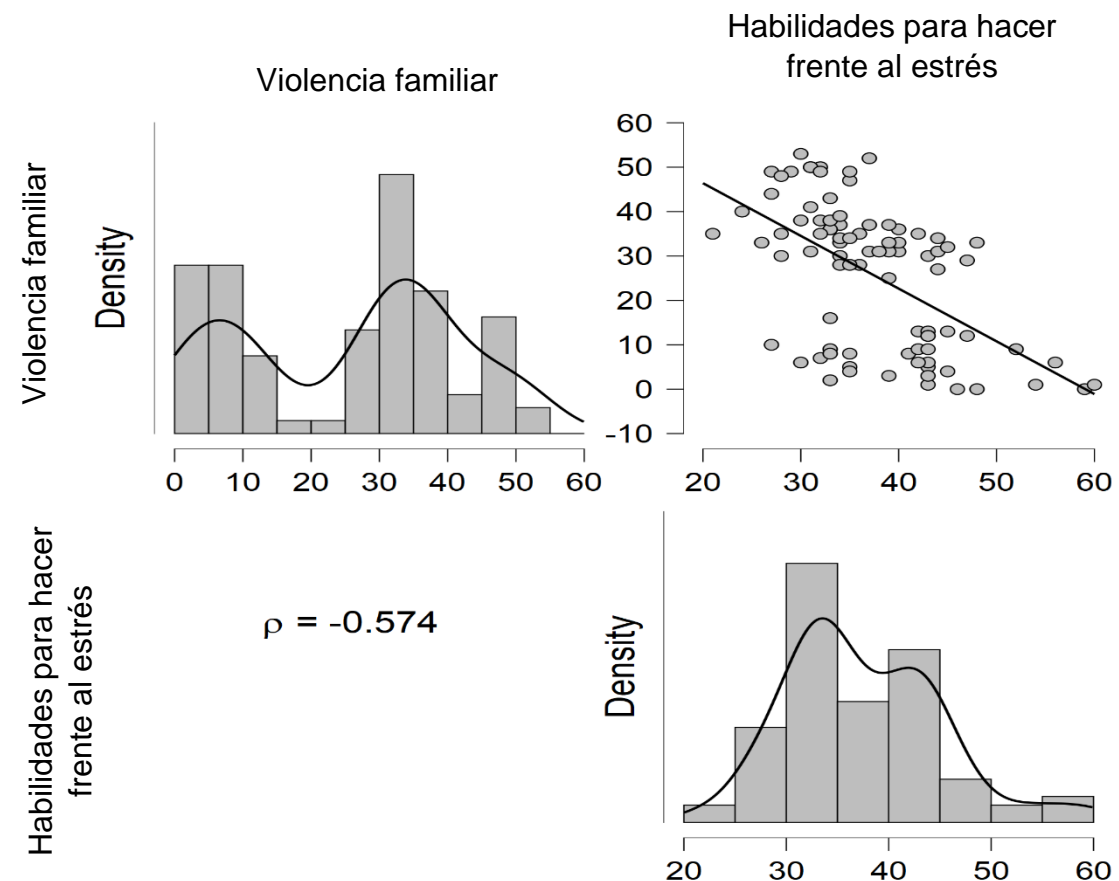 Habilidades para hacer
frente al estrés
Violencia familiar
Violencia familiar
Density
0 10 20 30 40 50 60
60
50
40
30
20
10
0
-10
20 30 40 50 60
Habilidades para hacer
frente al estrés
ρ = -0.574
Density
20 30 40 50 60